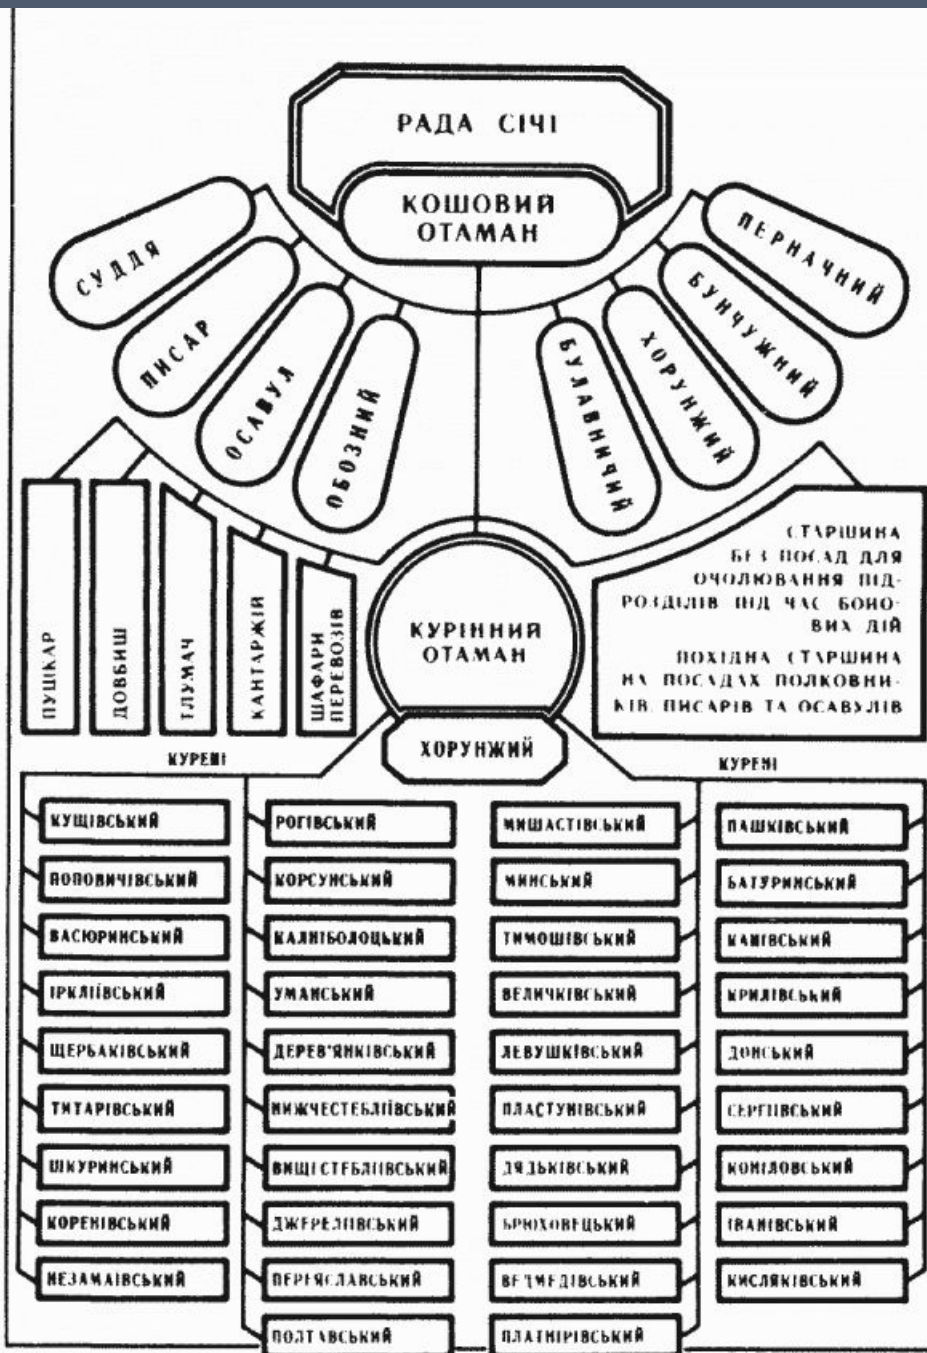 РАДА СІЧІ
КОШОВИЙ
ОТАМАН
СУДДЯ
ПИСАР
ОСАВУЛ
ОБОЗНИЙ
БУЛАВНИЧИЙ
ХОРУНЖИЙ
БУНЧУЖНИЙ
ПЕРНАЧНИЙ
ПУШКАР
ДОВБИШ
ТЛУМАЧ
КАНТАРЖІЙ
ШАФАРИ
ПЕРЕВОЗІВ
КУРІННИЙ
ОТАМАН
ХОРУНЖИЙ
СТАРШИНА
БЕЗ ПОСАД ДЛЯ
ОЧОЛЮВАННЯ ПІД-
РОЗДІЛІВ ПІД ЧАС БОЙО-
ВИХ ДІЙ
ПОХІДНА СТАРШИНА
НА ПОСАДАХ ПОЛКОВНИ-
КІВ, ПИСАРІВ ТА ОСАВУЛІВ
КУРЕНІ
КУЩІВСЬКИЙ
ПОПОВИЧІВСЬКИЙ
ВАСЮРИНСЬКИЙ
ІРКЛІЇВСЬКИЙ
ЩЕРБАКІВСЬКИЙ
ТИТАРІВСЬКИЙ
ШКУРИНСЬКИЙ
КОРЕНІВСЬКИЙ
НЕЗАМАЇВСЬКИЙ
РОГІВСЬКИЙ
КОРСУНСЬКИЙ
КАЛНІБОЛОЦЬКИЙ
УМАНСЬКИЙ
ДЕРЕВ'ЯНКІВСЬКИЙ
НИЖЧЕСТЕБЛІЇВСЬКИЙ
ВИЩЕСТЕБЛІЇВСЬКИЙ
ДЖЕРЕЛІЇВСЬКИЙ
ПЕРЕЯСЛАВСЬКИЙ
ПОЛТАВСЬКИЙ
КУРЕНІ
МИШАСТІВСЬКИЙ
МИНСЬКИЙ
ТИМОШІВСЬКИЙ
ВЕЛИЧКІВСЬКИЙ
ЛЕВУШКІВСЬКИЙ
ПЛАСТУНІВСЬКИЙ
ДЯДЬКІВСЬКИЙ
БРЮХОВЕЦЬКИЙ
ВЕДМЕДІВСЬКИЙ
ПЛАТНІРІВСЬКИЙ
ПАШКІВСЬКИЙ
БАТУРИНСЬКИЙ
КАНІВСЬКИЙ
КРИЛІВСЬКИЙ
ДОНСЬКИЙ
СЕРГІЇВСЬКИЙ
КОНІЛОВСЬКИЙ
ІВАНІВСЬКИЙ
КИСЛЯКІВСЬКИЙ